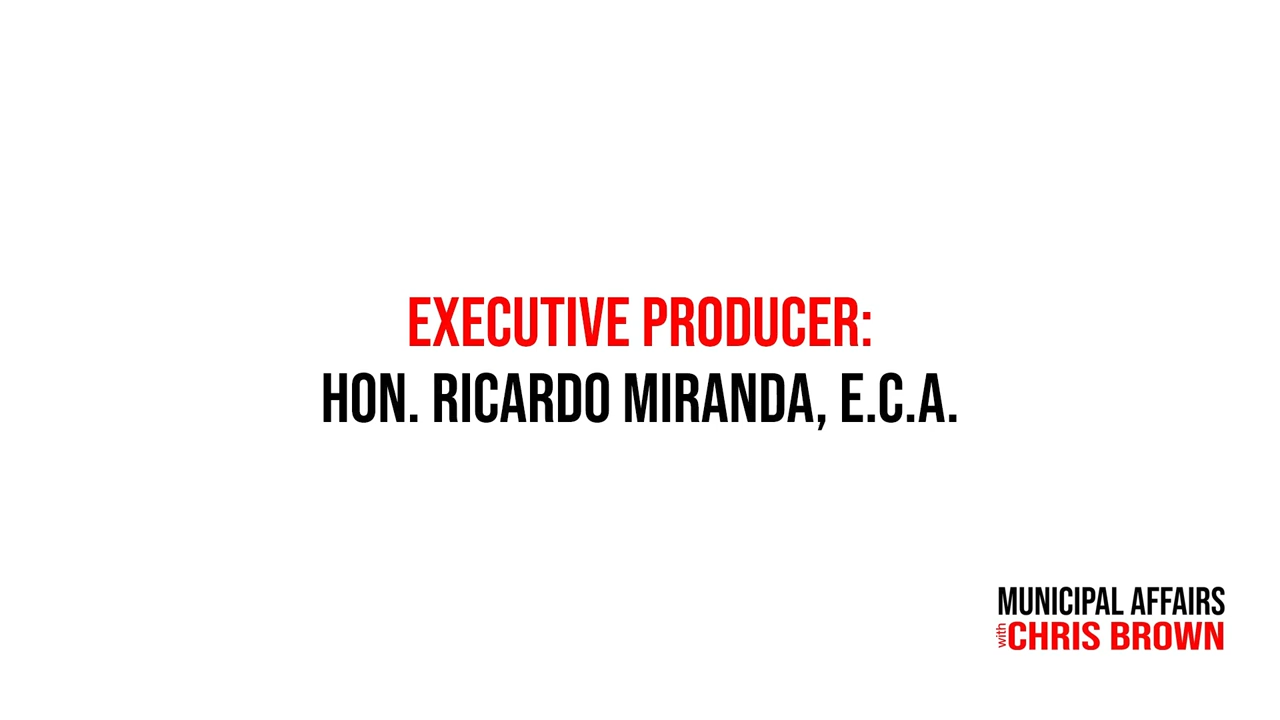 EXECUTIVE PRODUCER:
HON. RICARDO MIRANDA, E.C.A.
MUNICIPAL AFFAIRS
with CHRIS BROWN